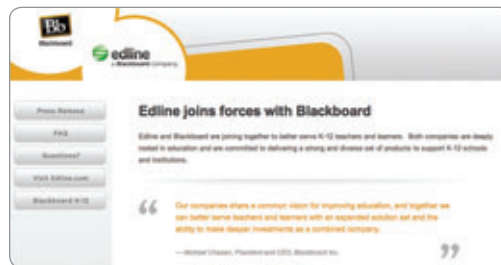 Bb
Blackboard
edline
a Blackboard company
Press Release
FAQ
Questions?
Visit Edline.com
Blackboard K-12
Edline joins forces with Blackboard
Edline and Blackboard are joining together to better serve K-12 teachers and learners. Both companies are deeply
rooted in education and are committed to delivering a strong and diverse set of products to support K-12 schools
and institutions.
“ Our companies share a common vision for improving education, and together we
can better serve teachers and learners with an expanded solution set and the
ability to make deeper investments as a combined company.
—Michael Chasen, President and CEO, Blackboard Inc. ”